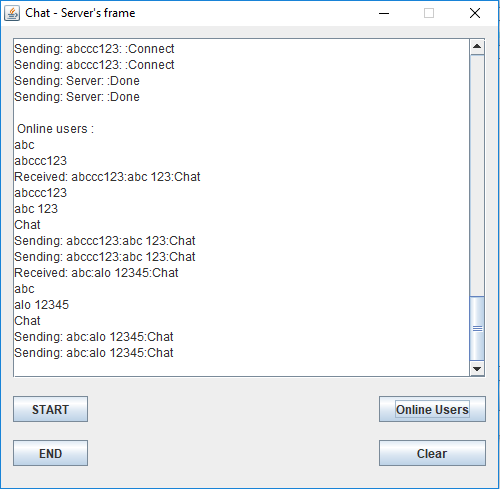 Chat - Server's frame
Sending: abccc123: :Connect
Sending: abccc123: :Connect
Sending: Server: :Done
Sending: Server: :Done
Online users :
abc
abccc123
Received: abccc123:abc 123:Chat
abccc123
abc 123
Chat
Sending: abccc123:abc 123:Chat
Sending: abccc123:abc 123:Chat
Received: abc:alo 12345:Chat
abc
alo 12345
Chat
Sending: abc:alo 12345:Chat
Sending: abc:alo 12345:Chat
START
Online Users
END
Clear